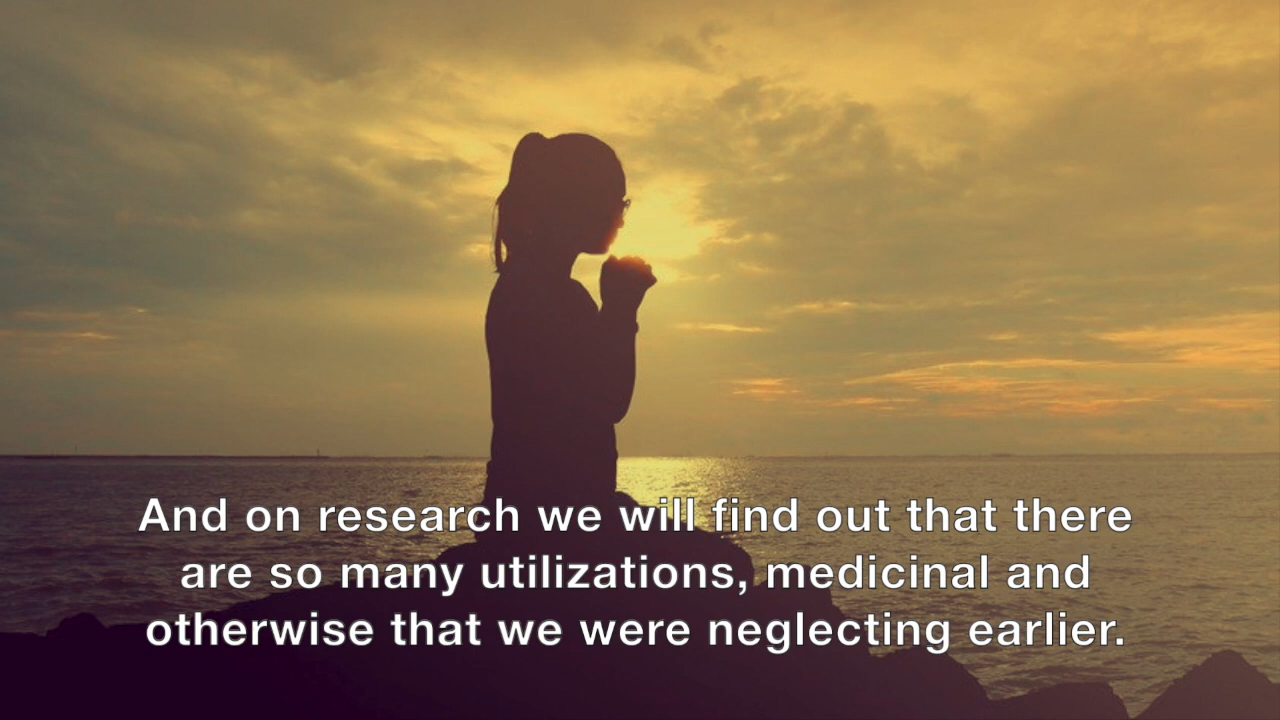 And on research we will find out that there
are so many utilizations, medicinal and
otherwise that we were neglecting earlier.